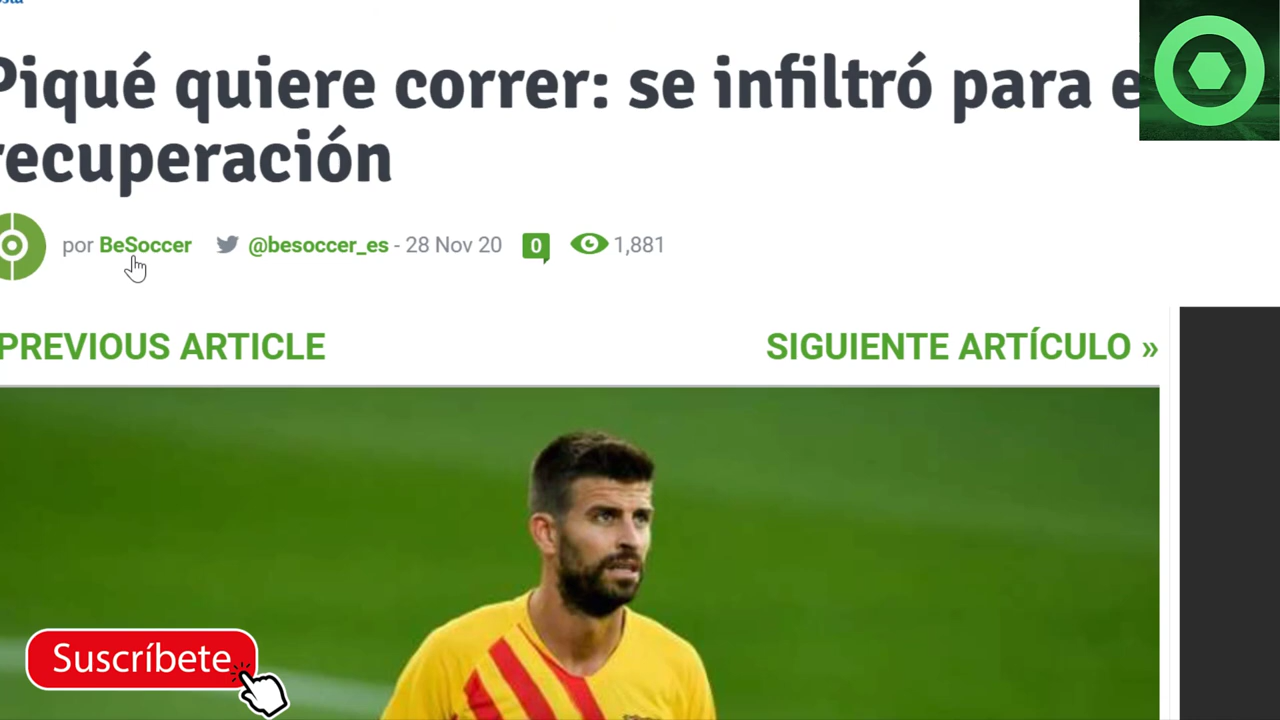 Piqué quiere correr: se infiltró para e
recuperación
por BeSoccer @besoccer_es - 28 Nov 20 0 1,881
PREVIOUS ARTICLE SIGUIENTE ARTÍCULO »
Suscríbete